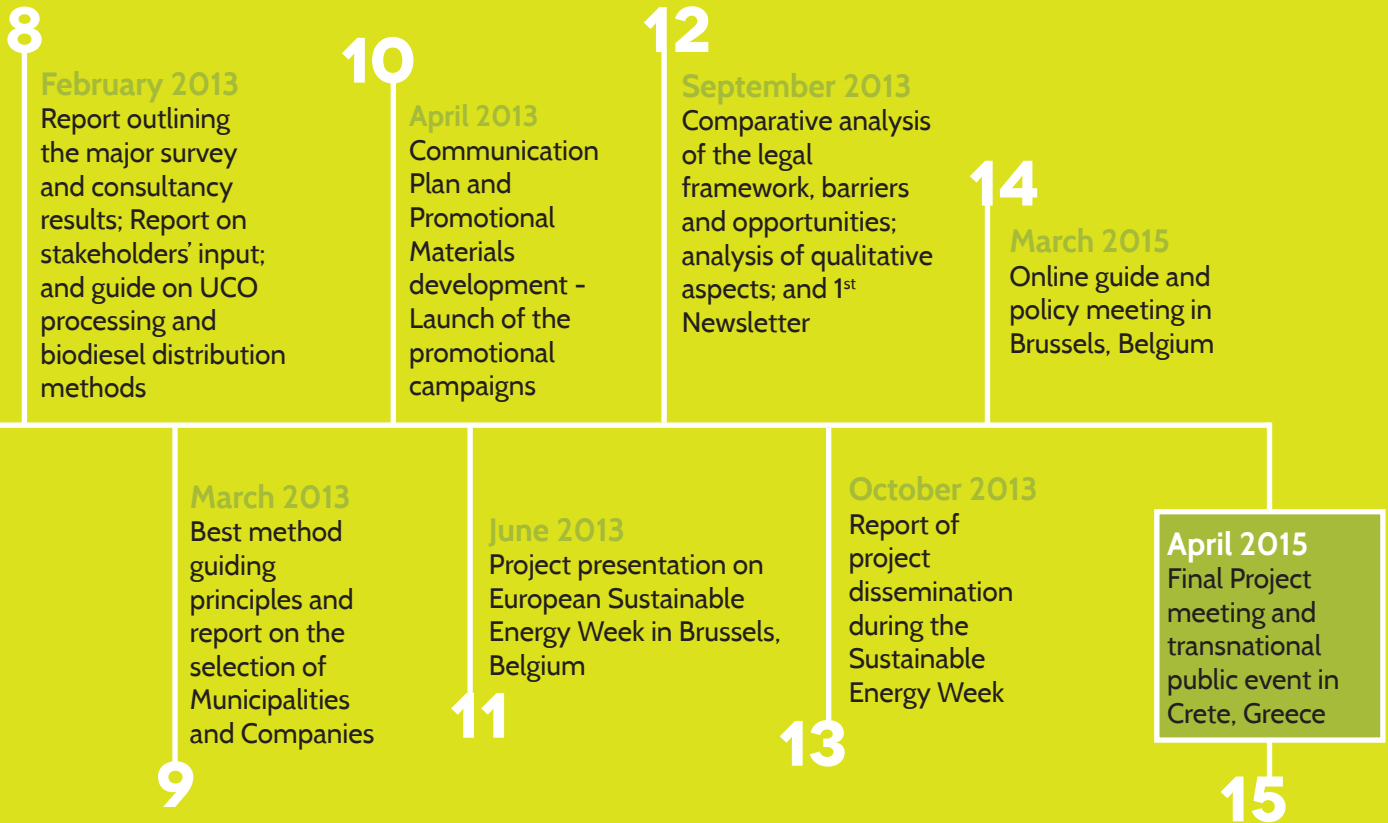 8
February 2013
Report outlining
the major survey
and consultancy
results; Report on
stakeholders’ input;
and guide on UCO
processing and
biodiesel distribution
methods
9
March 2013
Best method
guiding
principles and
report on the
selection of
Municipalities
and Companies
10
April 2013
Communication
Plan and
Promotional
Materials
development -
Launch of the
promotional
campaigns
11
June 2013
Project presentation on
European Sustainable
Energy Week in Brussels,
Belgium
12
September 2013
Comparative analysis
of the legal
framework, barriers
and opportunities;
analysis of qualitative
aspects; and 1st
Newsletter
13
October 2013
Report of
project
dissemination
during the
Sustainable
Energy Week
14
March 2015
Online guide and
policy meeting in
Brussels, Belgium
April 2015
Final Project
meeting and
transnational
public event in
Crete, Greece
15